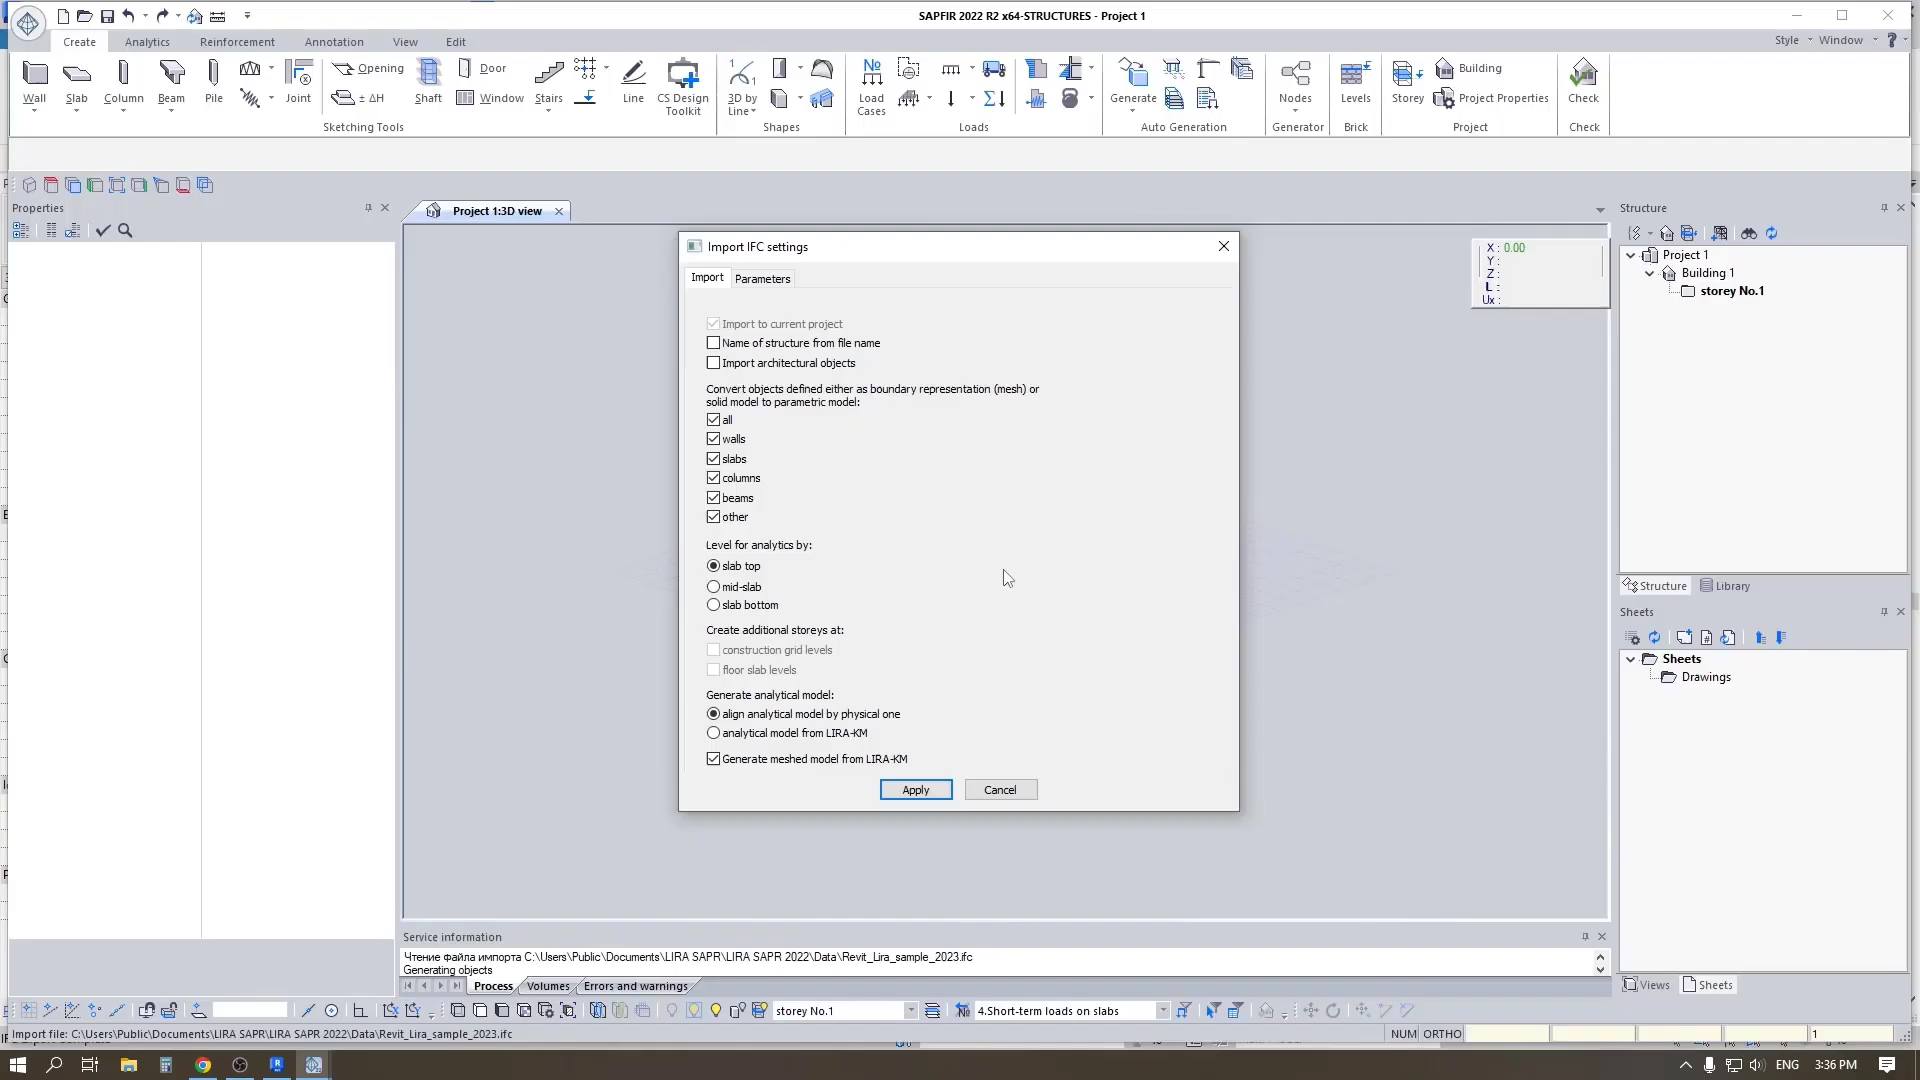 SAPFIR 2022 R2 x64-STRUCTURES - Project 1
Create Analytics Reinforcement Annotation View Edit
Style Window ?
Wall Slab Column Beam Pile Joint
Opening
± ΔH
Shaft
Door
Window
Stairs Line
CS Design
Toolkit
3D by
Line
Load
Cases
Generate
Nodes
Levels
Storey
Building
Project Properties
Check
Sketching Tools Shapes Loads Auto Generation Generator Brick Project Check
Properties
Project 1:3D view
Structure
X : 0.00
Y :
Z :
L :
Ux :
Project 1
Building 1
storey No.1
Import IFC settings
Import Parameters
Import to current project
Name of structure from file name
Import architectural objects
Convert objects defined either as boundary representation (mesh) or
solid model to parametric model:
all
walls
slabs
columns
beams
other
Level for analytics by:
slab top
mid-slab
slab bottom
Create additional storeys at:
construction grid levels
floor slab levels
Generate analytical model:
align analytical model by physical one
analytical model from LIRA-KM
Generate meshed model from LIRA-KM
Apply Cancel
Structure Library
Sheets
Sheets
Drawings
Views Sheets
Service information
Чтение файла импорта C:\Users\Public\Documents\LIRA SAPR\LIRA SAPR 2022\Data\Revit_Lira_sample_2023.ifc
Generating objects
Process Volumes Errors and warnings
storey No.1
4.Short-term loads on slabs
Import file: C:\Users\Public\Documents\LIRA SAPR\LIRA SAPR 2022\Data\Revit_Lira_sample_2023.ifc
NUM ORTHO 1
ENG 3:36 PM